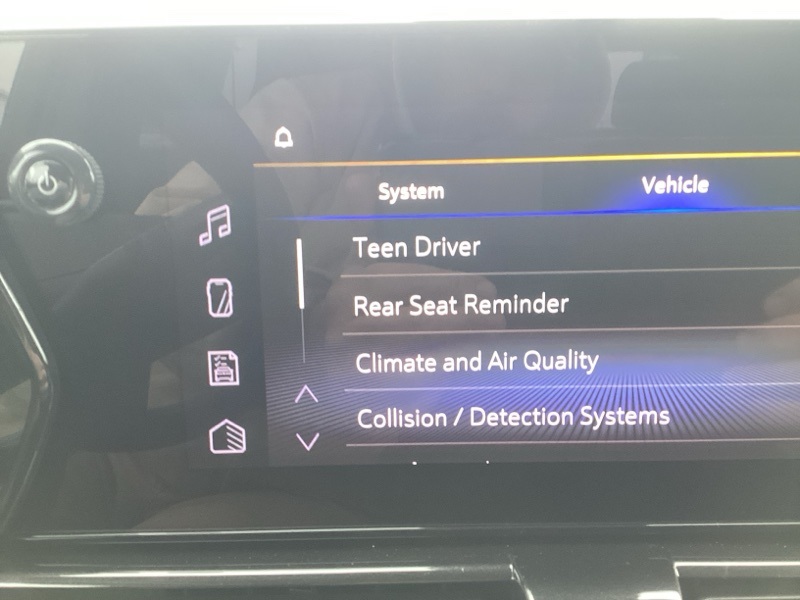 System
Vehicle
Teen Driver
Rear Seat Reminder
Climate and Air Quality
Collision / Detection Systems